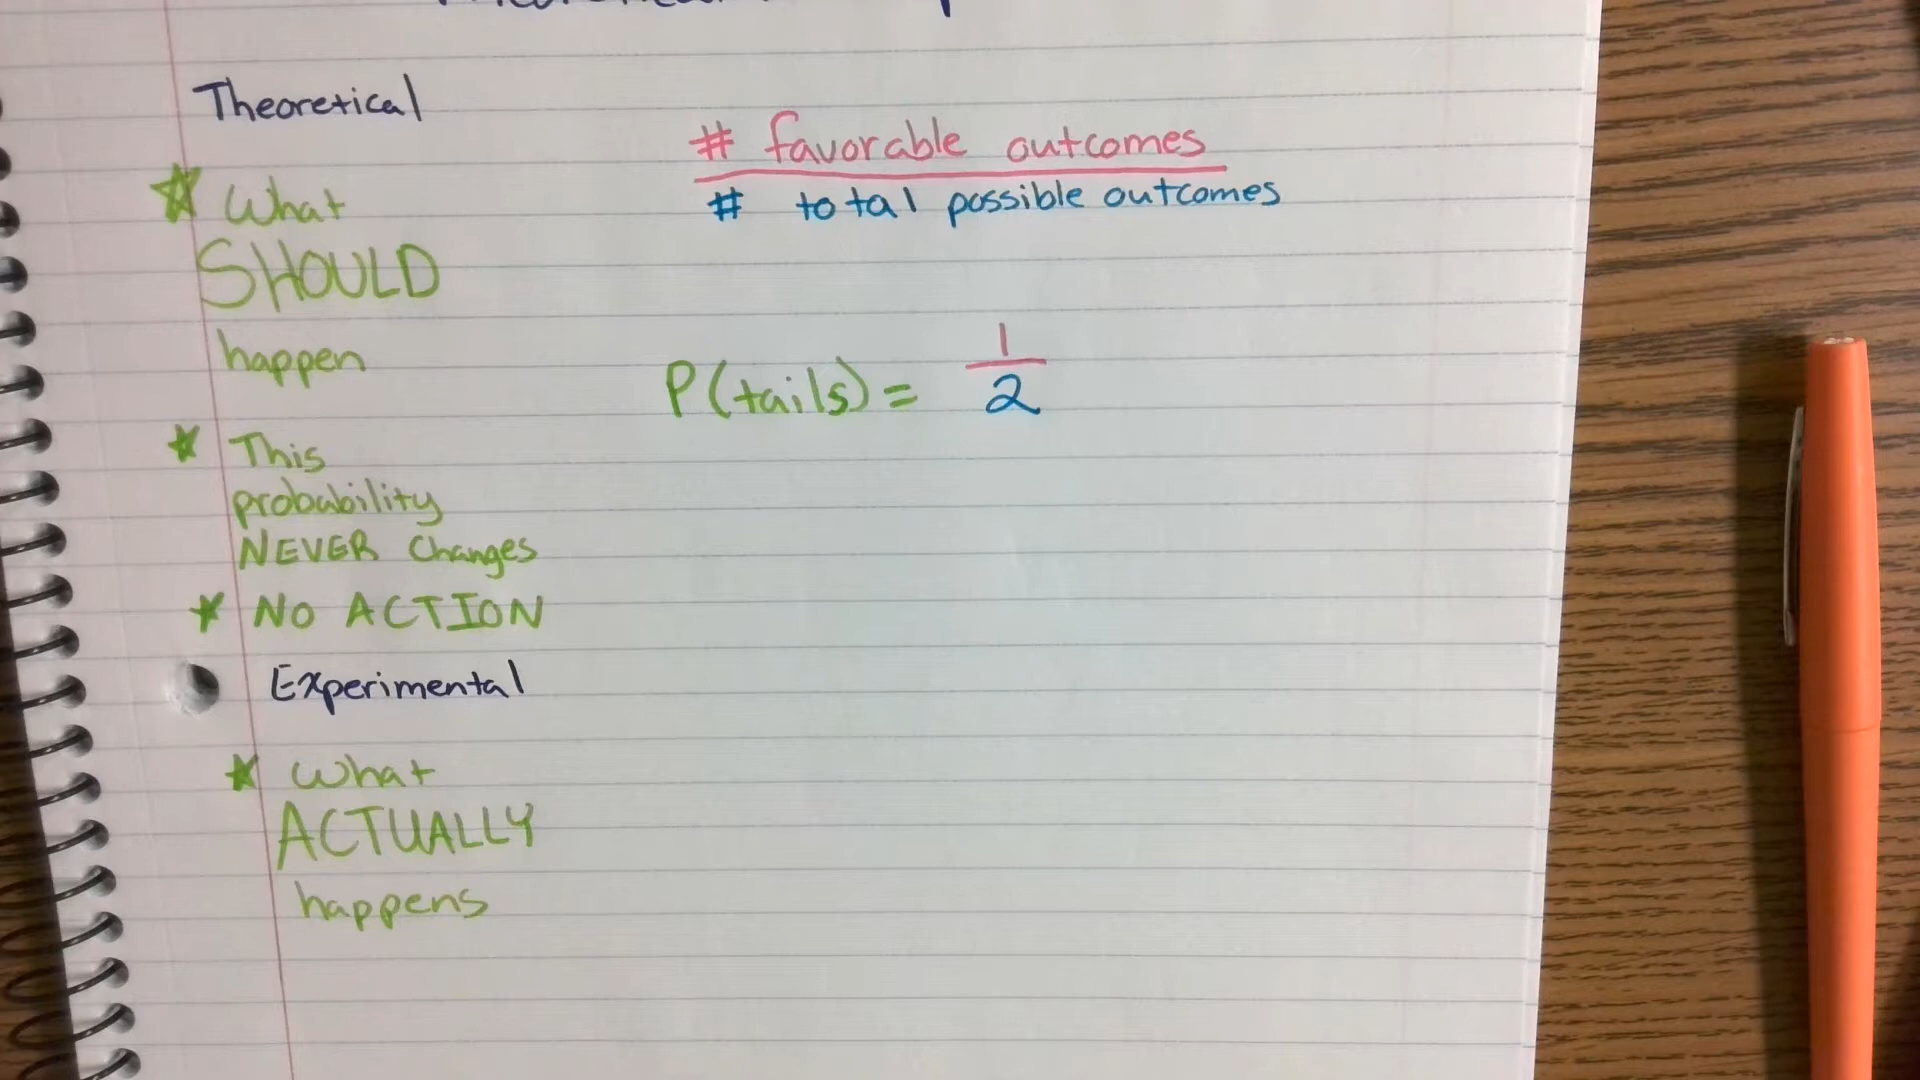 Theoretical
# favorable outcomes
# total possible outcomes
☆ What
SHOULD
happen
P(tails) = 1/2
* This
probability
NEVER Changes
* NO ACTION
Experimental
* What
ACTUALLY
happens